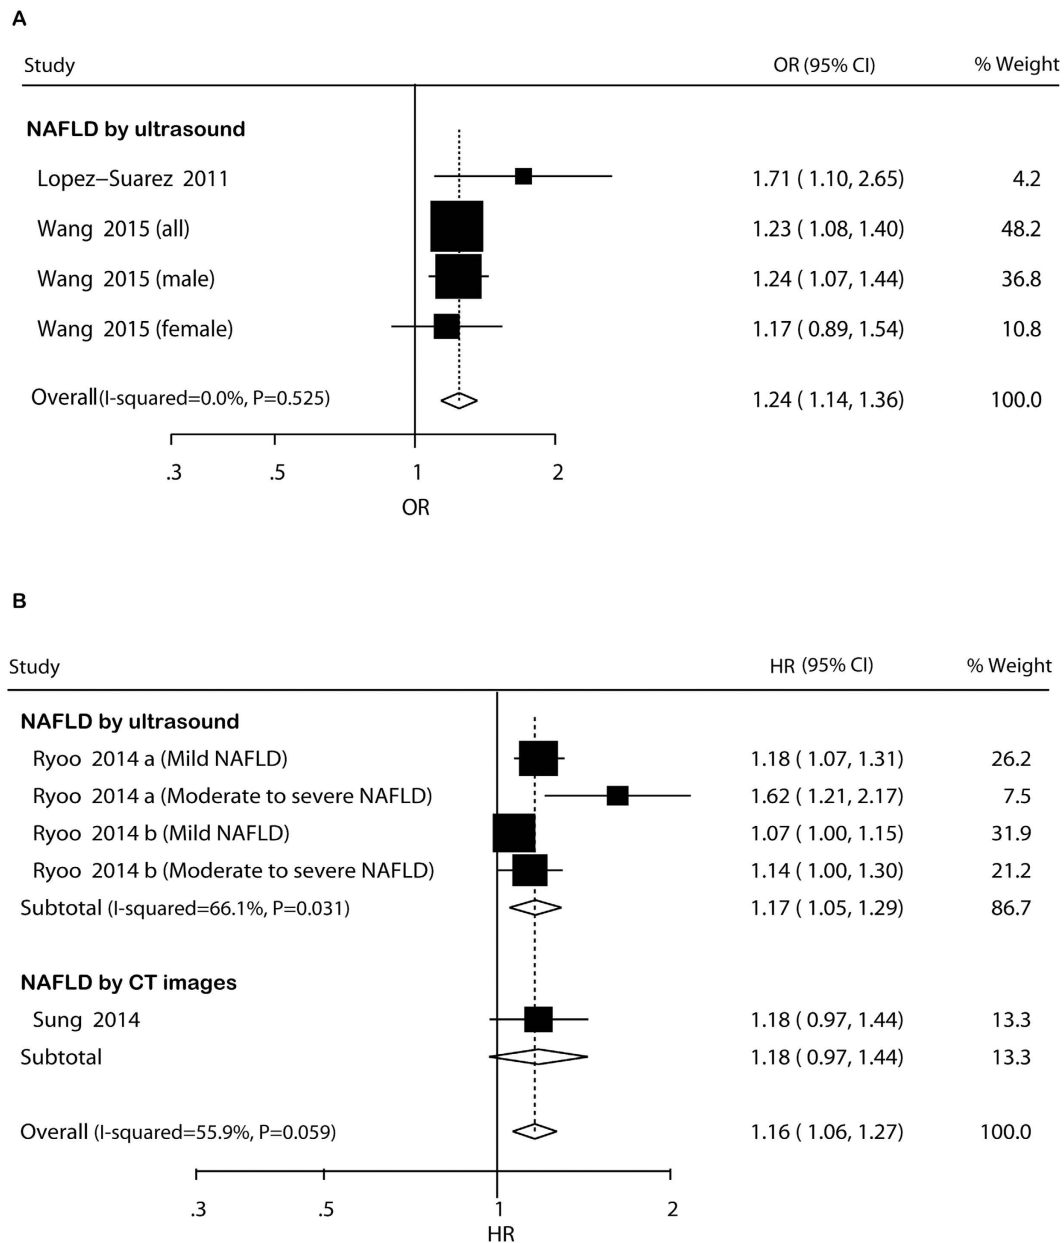 A
Study OR (95% CI) % Weight
NAFLD by ultrasound
Lopez−Suarez 2011 1.71 ( 1.10, 2.65) 4.2
Wang 2015 (all) 1.23 ( 1.08, 1.40) 48.2
Wang 2015 (male) 1.24 ( 1.07, 1.44) 36.8
Wang 2015 (female) 1.17 ( 0.89, 1.54) 10.8
Overall(I-squared=0.0%, P=0.525) 1.24 ( 1.14, 1.36) 100.0
.3 .5 1 2
OR
B
Study HR (95% CI) % Weight
NAFLD by ultrasound
Ryoo 2014 a (Mild NAFLD) 1.18 ( 1.07, 1.31) 26.2
Ryoo 2014 a (Moderate to severe NAFLD) 1.62 ( 1.21, 2.17) 7.5
Ryoo 2014 b (Mild NAFLD) 1.07 ( 1.00, 1.15) 31.9
Ryoo 2014 b (Moderate to severe NAFLD) 1.14 ( 1.00, 1.30) 21.2
Subtotal (I-squared=66.1%, P=0.031) 1.17 ( 1.05, 1.29) 86.7
NAFLD by CT images
Sung 2014 1.18 ( 0.97, 1.44) 13.3
Subtotal 1.18 ( 0.97, 1.44) 13.3
Overall (I-squared=55.9%, P=0.059) 1.16 ( 1.06, 1.27) 100.0
.3 .5 1 2
HR